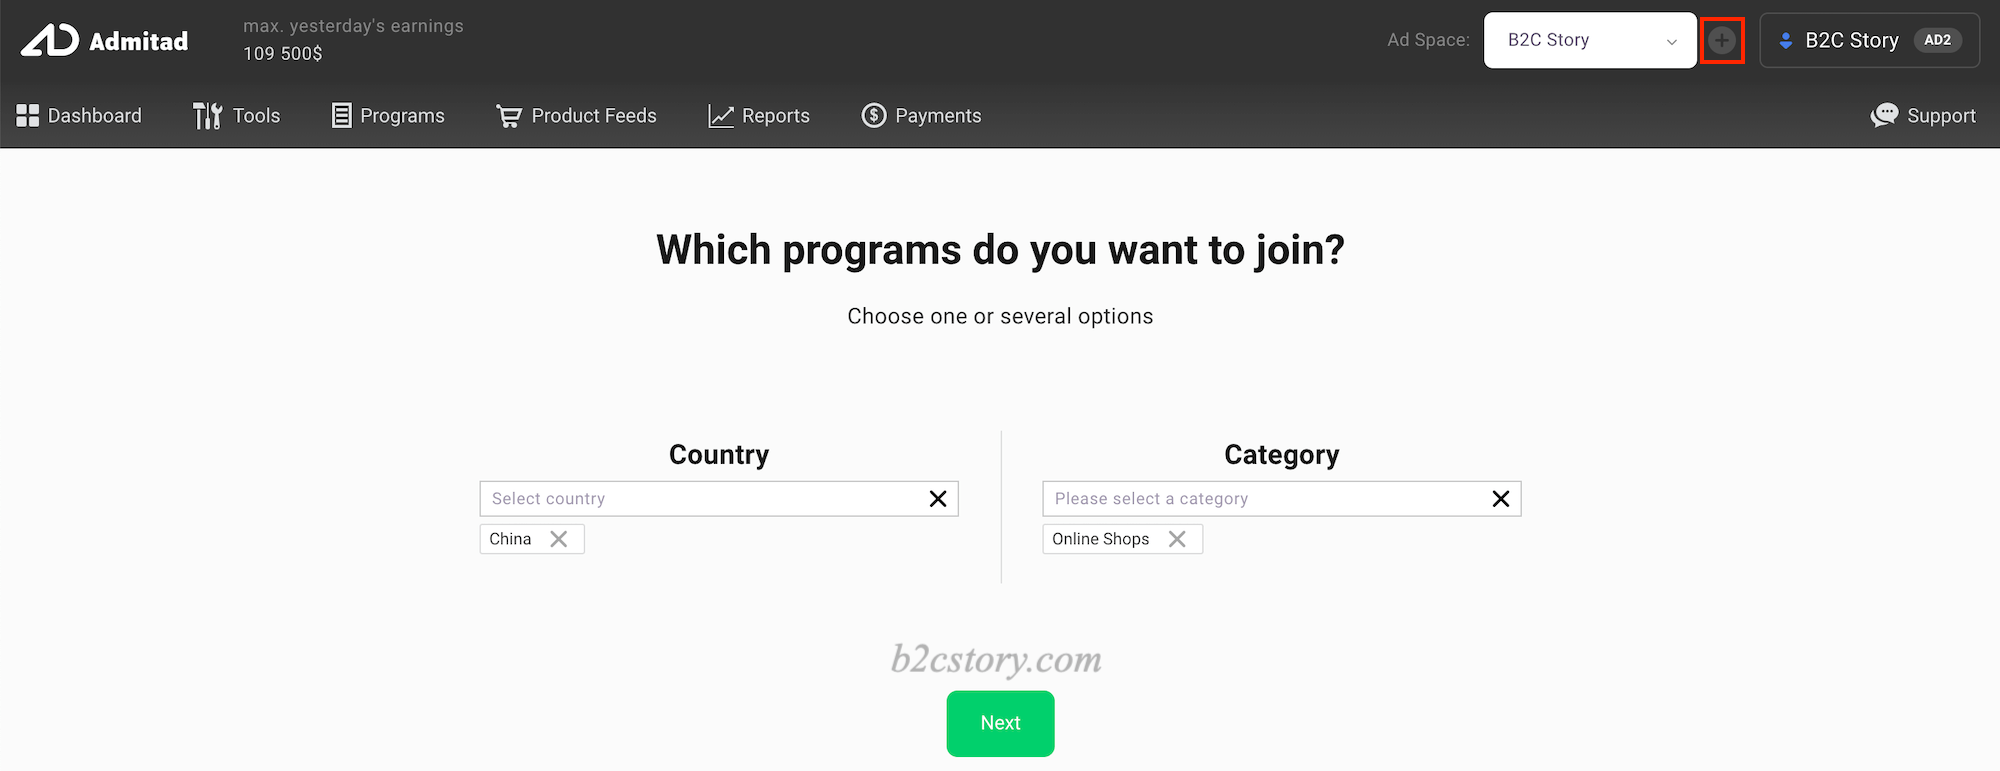 Admitad
max. yesterday's earnings
109 500$
Ad Space:
B2C Story
B2C Story AD2
Dashboard
Tools
Programs
Product Feeds
Reports
Payments
Support
Which programs do you want to join?
Choose one or several options
Country
Select country
China
Category
Please select a category
Online Shops
b2cstory.com
Next